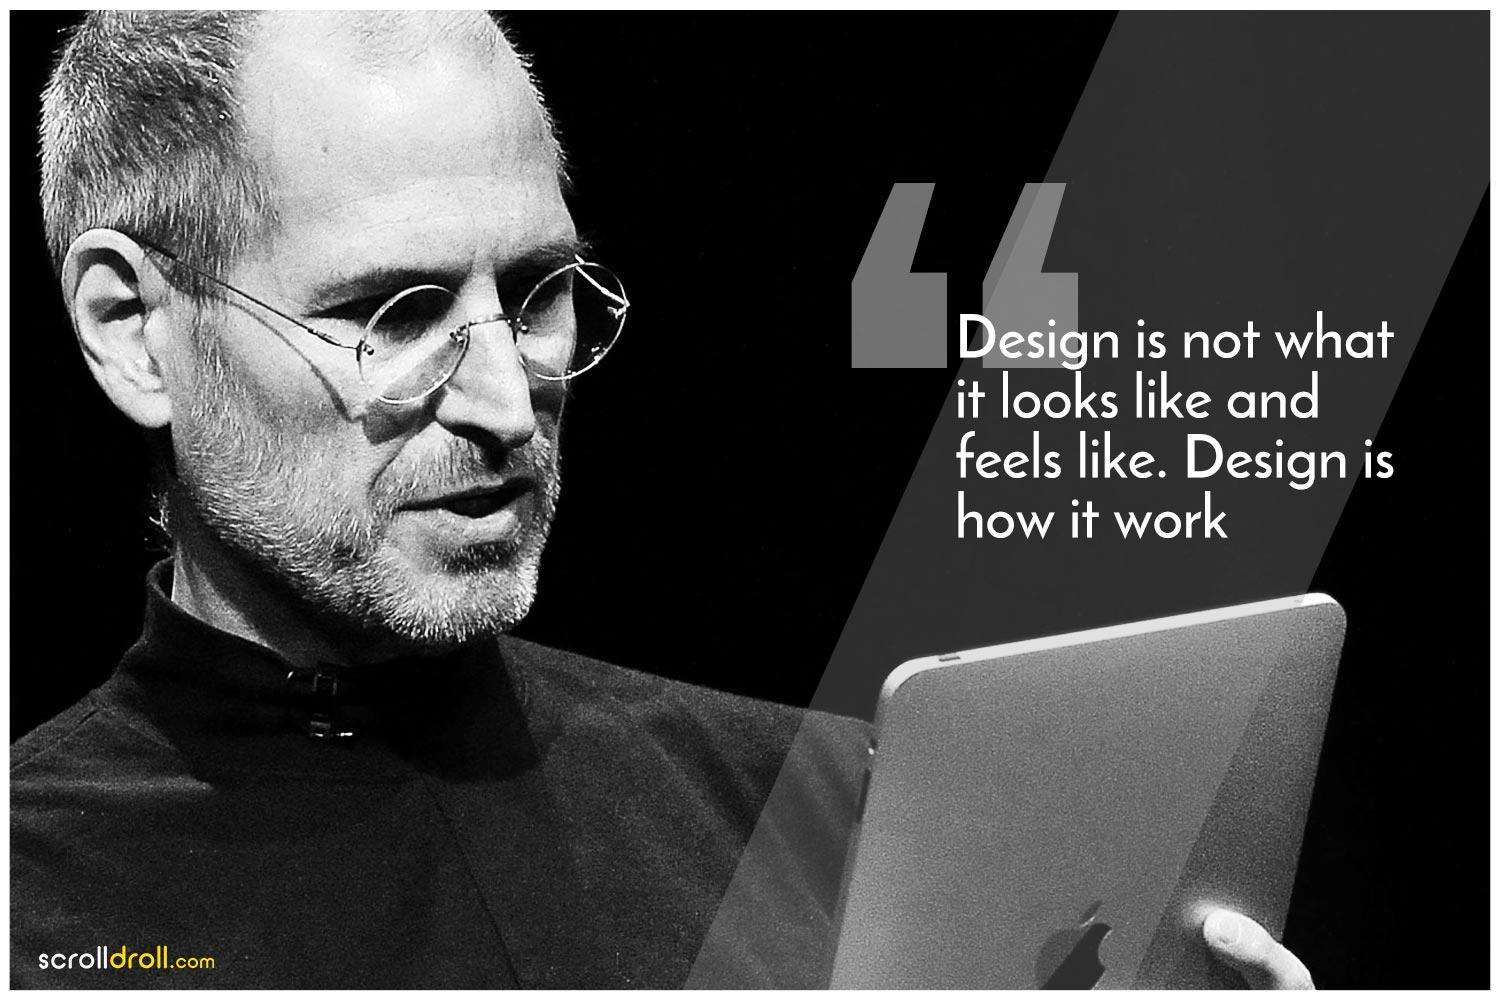 Design is not what
it looks like and
feels like. Design is
how it work
scrolldroll.com